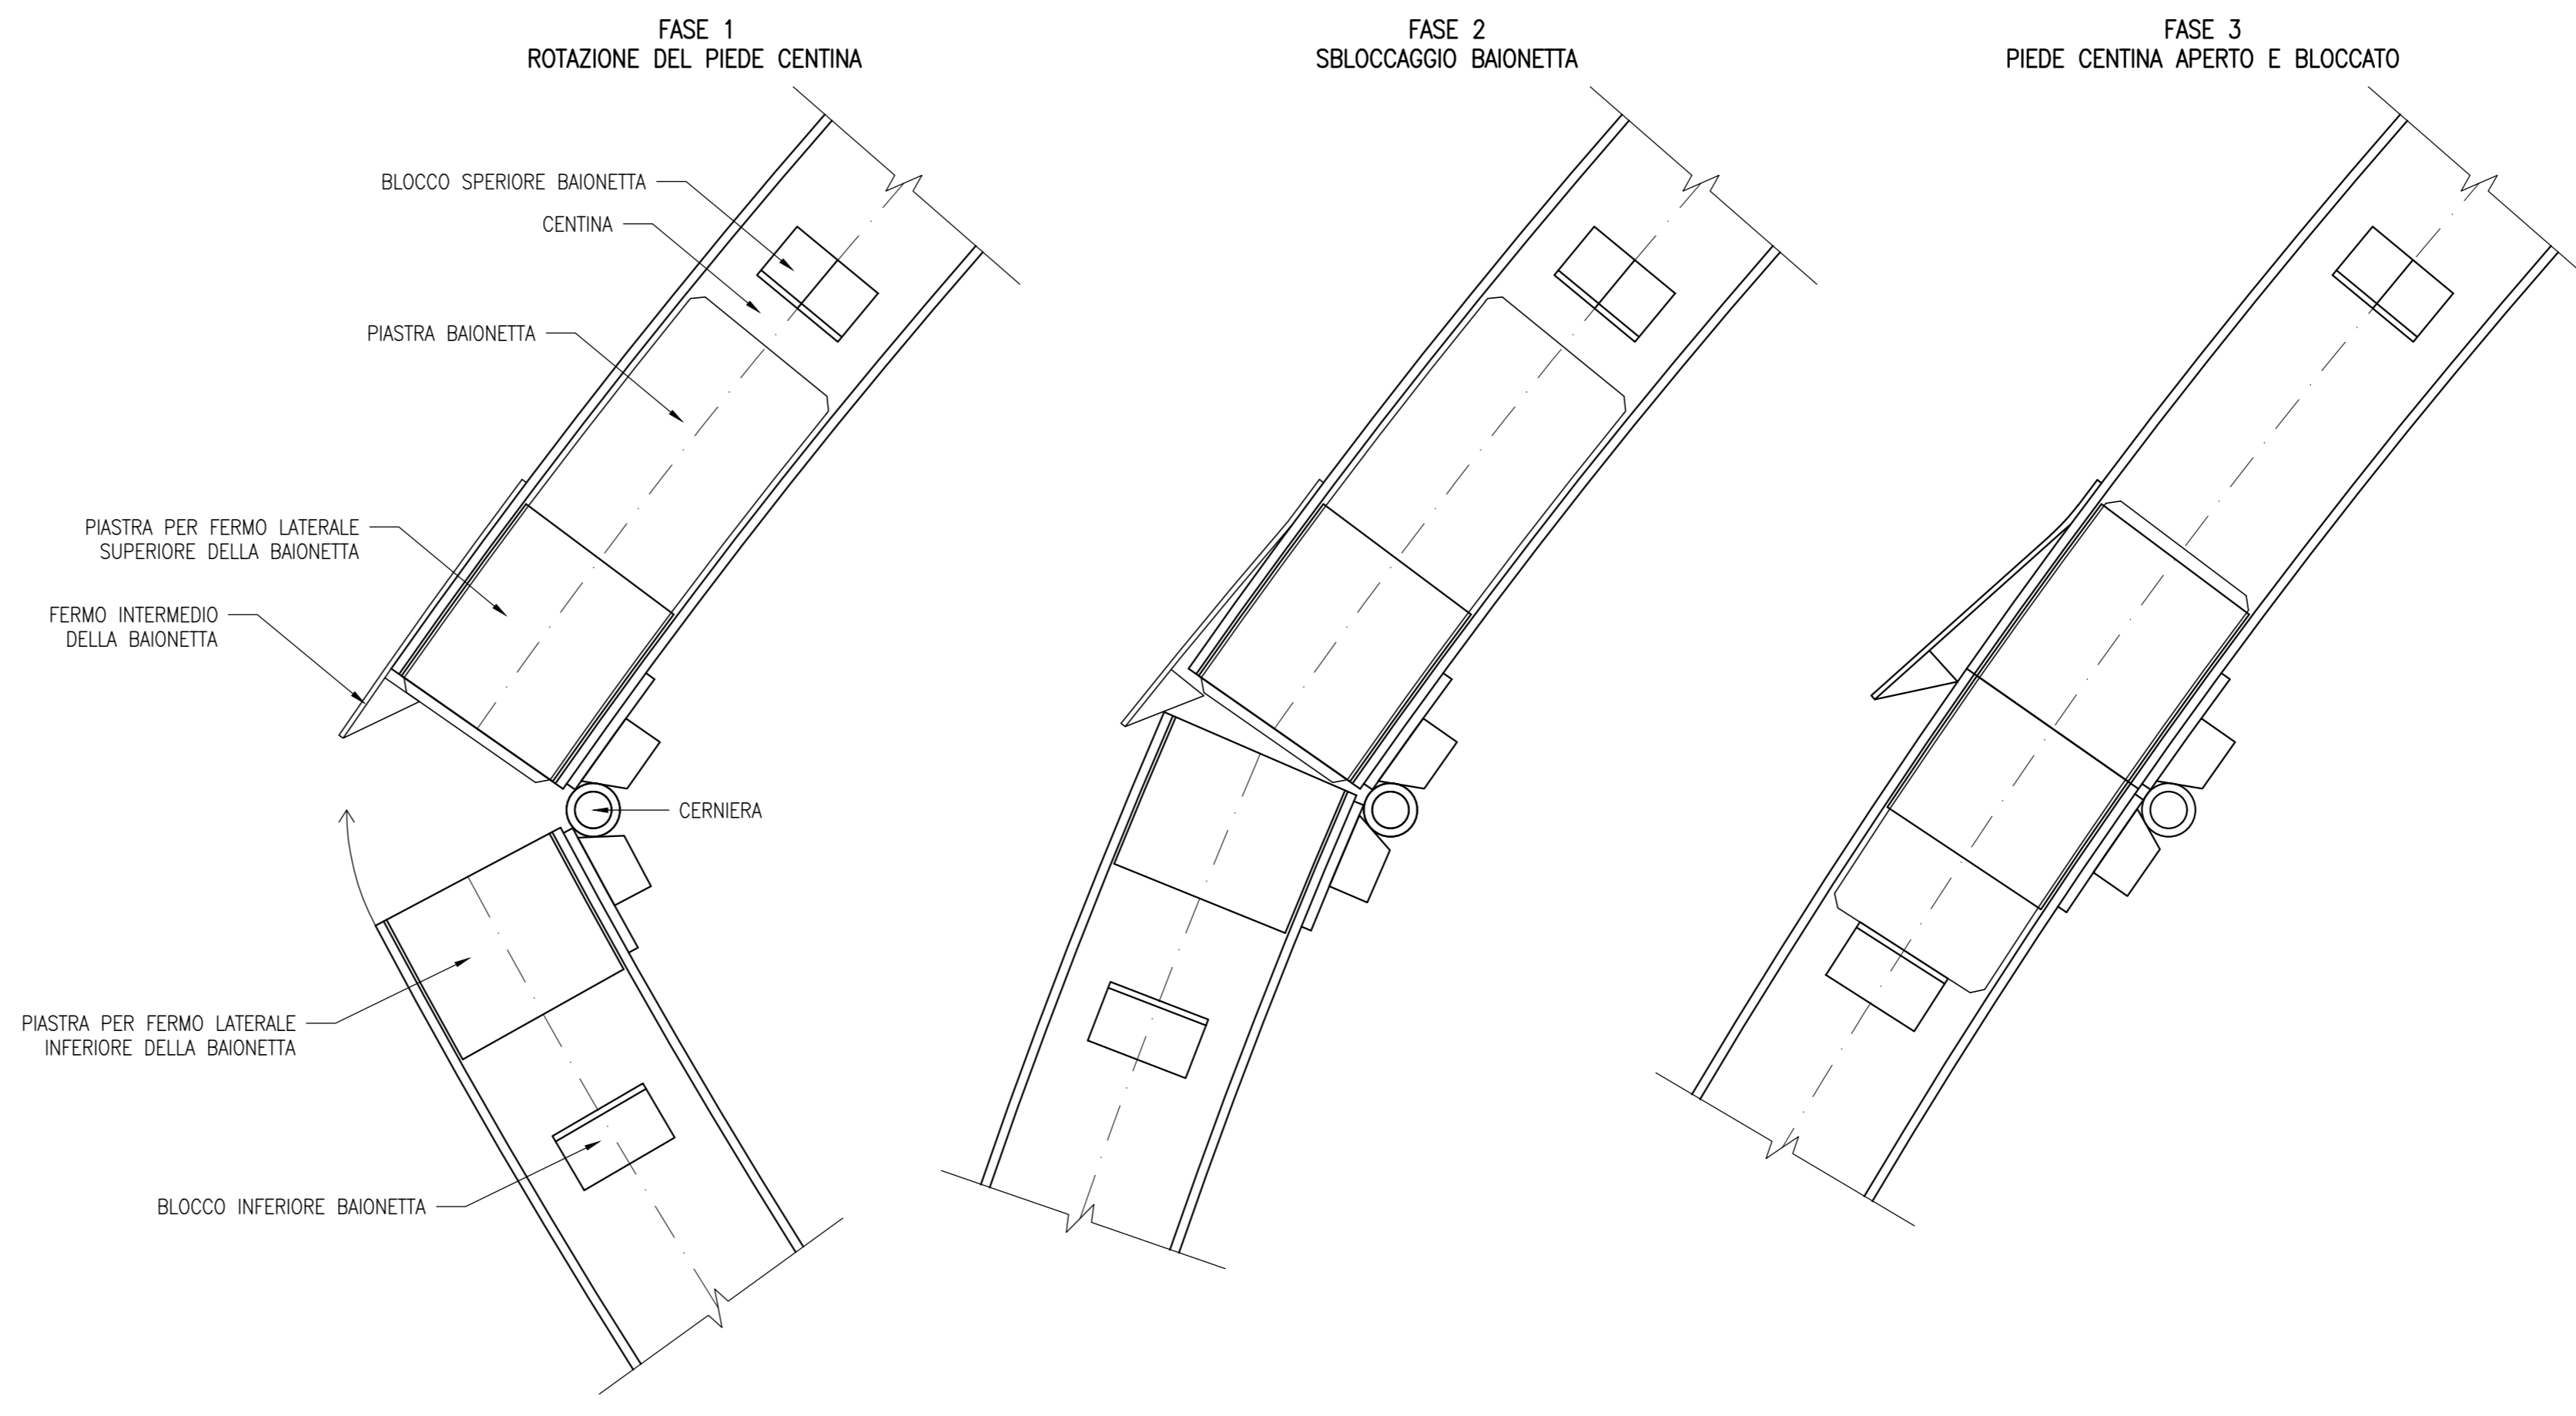 FASE 1
ROTAZIONE DEL PIEDE CENTINA
FASE 2
SBLOCCAGGIO BAIONETTA
FASE 3
PIEDE CENTINA APERTO E BLOCCATO
BLOCCO SPERIORE BAIONETTA
CENTINA
PIASTRA BAIONETTA
PIASTRA PER FERMO LATERALE
SUPERIORE DELLA BAIONETTA
FERMO INTERMEDIO
DELLA BAIONETTA
CERNIERA
PIASTRA PER FERMO LATERALE
INFERIORE DELLA BAIONETTA
BLOCCO INFERIORE BAIONETTA